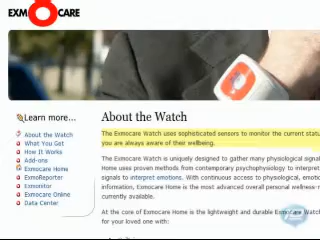 EXM CARE
Learn more...
About the Watch
What You Get
How It Works
Add-ons
Exmocare Home
ExmoReporter
Exmonitor
Exmocare Online
Data Center
About the Watch
The Exmocare Watch uses sophisticated sensors to monitor the current statu
you are always aware of their wellbeing.
The Exmocare Watch is uniquely designed to gather many physiological signal
Home uses proven methods from contemporary psychophysiology to interpret
signals to interpret emotions. With continuous access to physiological, emotio
information, Exmocare Home is the most advanced overall personal wellness-m
currently available.
At the core of Exmocare Home is the lightweight and durable Exmocare Watch
for your loved one with: